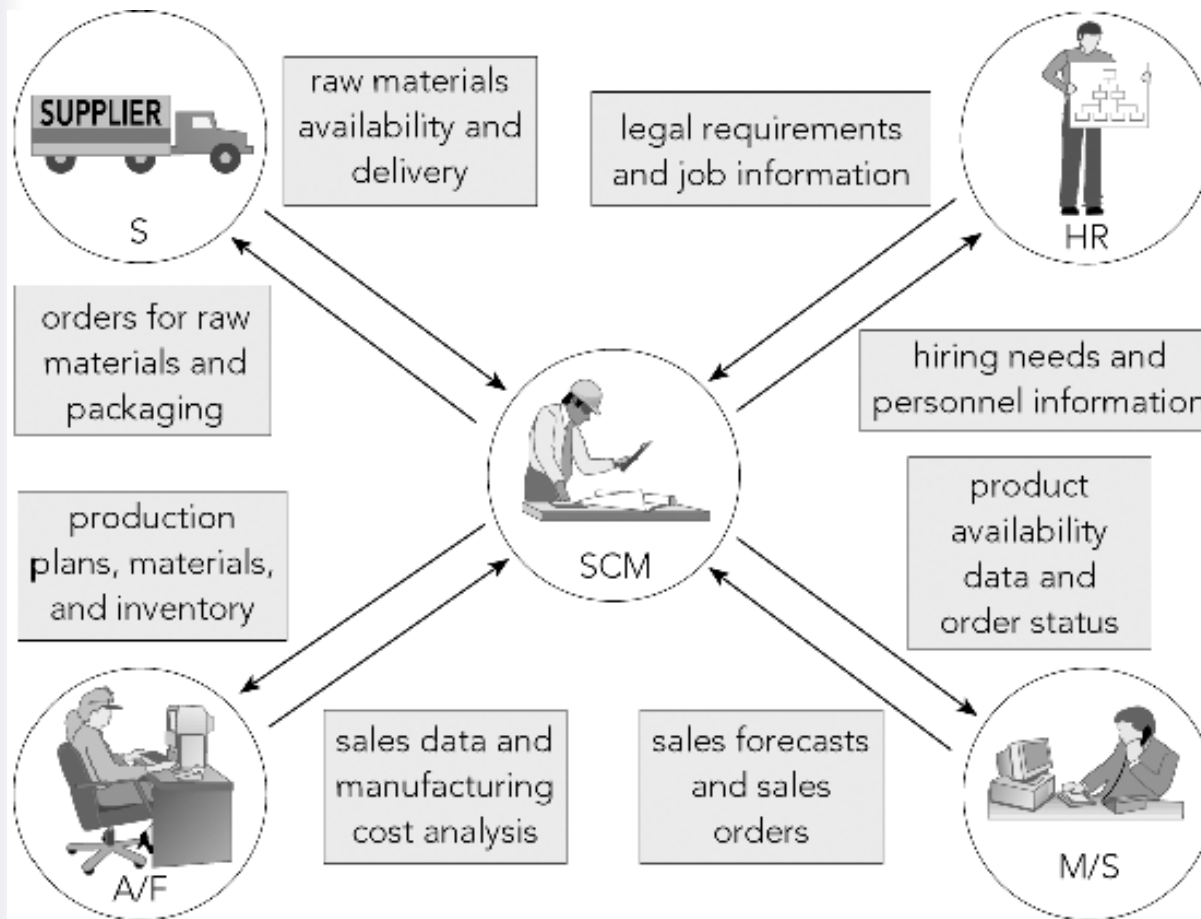 SUPPLIER
S
raw materials
availability and
delivery
legal requirements
and job information
HR
orders for raw
materials and
packaging
hiring needs and
personnel information
SCM
production
plans, materials,
and inventory
product
availability
data and
order status
A/F
sales data and
manufacturing
cost analysis
sales forecasts
and sales
orders
M/S